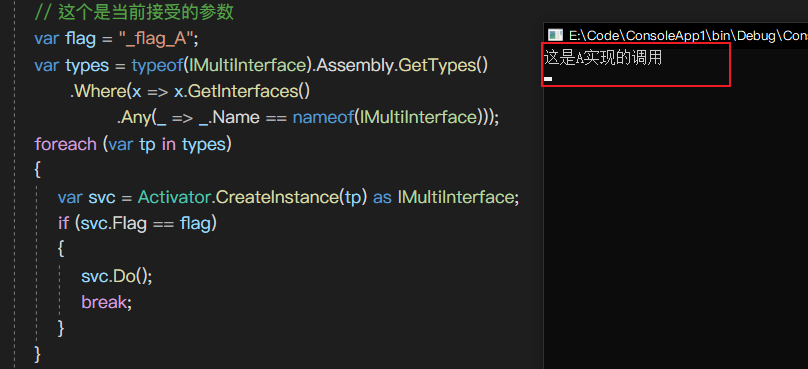 // 这个是当前接受的参数
var flag = "_flag_A";
var types = typeof(IMultiInterface).Assembly.GetTypes()
.Where(x => x.GetInterfaces()
.Any(_ => _.Name == nameof(IMultiInterface)));
foreach (var tp in types)
{
var svc = Activator.CreateInstance(tp) as IMultiInterface;
if (svc.Flag == flag)
{
svc.Do();
break;
}
}
E:\Code\ConsoleApp1\bin\Debug\Con
这是A实现的调用